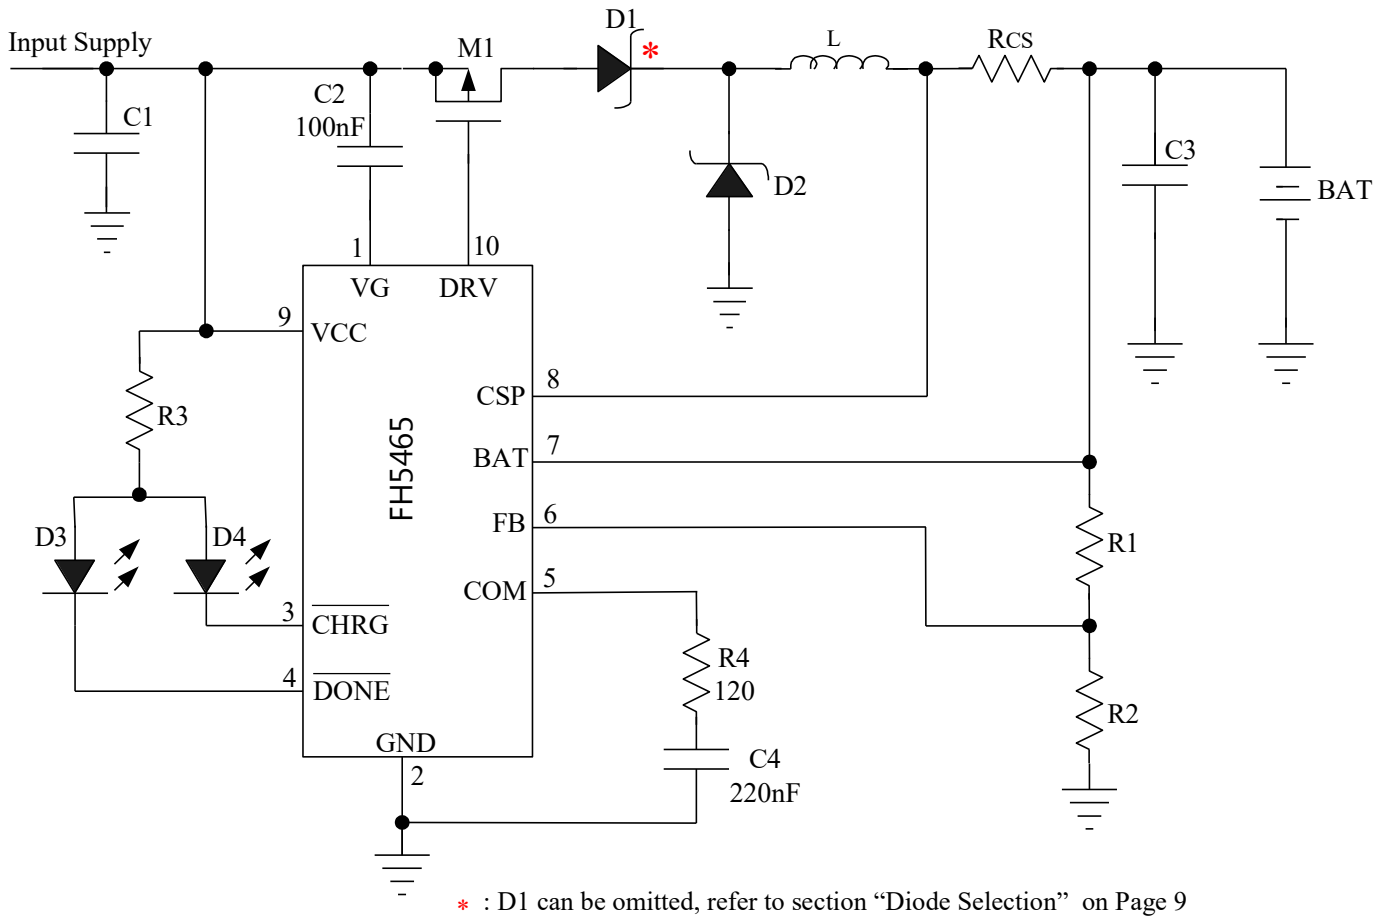 Input Supply
D1
*
M1
L
RCS
C1
C2
100nF
C3
D2
BAT
1
10
VG
DRV
9
VCC
8
CSP
R3
7
BAT
FH5465
6
FB
D3
D4
R1
5
COM
3
CHRG
R4
120
4
DONE
R2
GND
C4
220nF
2
* : D1 can be omitted, refer to section “Diode Selection” on Page 9